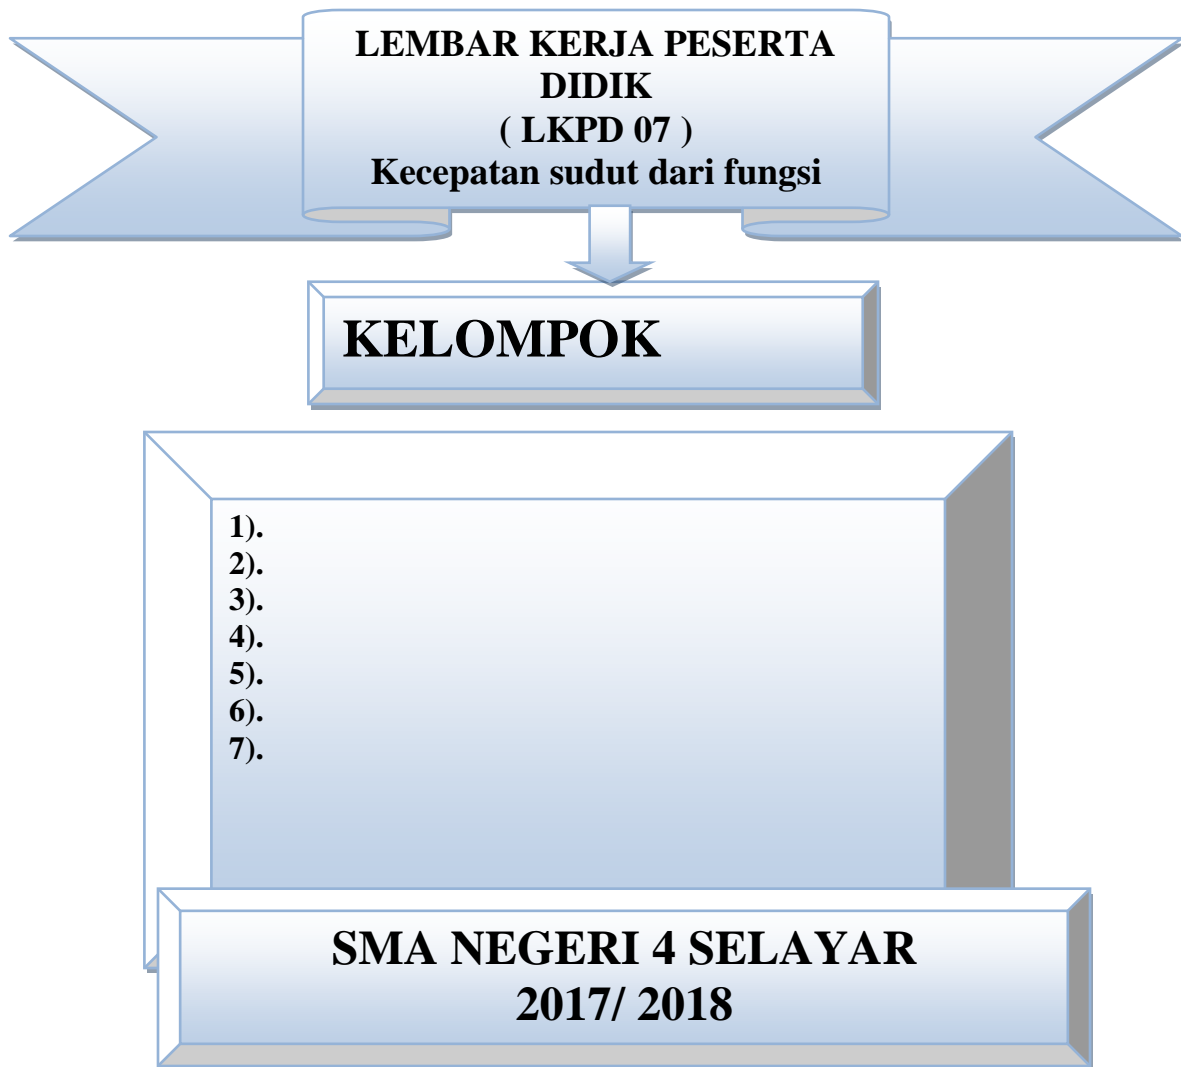 LEMBAR KERJA PESERTA
DIDIK
( LKPD 07 )
Kecepatan sudut dari fungsi
KELOMPOK
1).
2).
3).
4).
5).
6).
7).
SMA NEGERI 4 SELAYAR
2017/ 2018